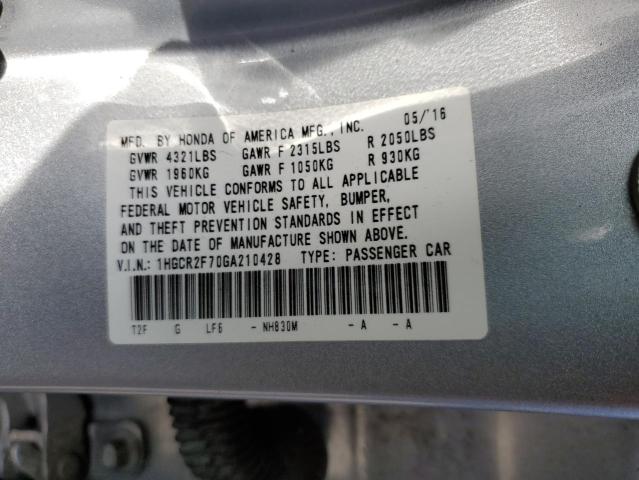 MFD. BY HONDA OF AMERICA MFG., INC. 05/'16
GVWR 4321LBS GAWR F 2315LBS R 2050LBS
GVWR 1960KG GAWR F 1050KG R 930KG
THIS VEHICLE CONFORMS TO ALL APPLICABLE
FEDERAL MOTOR VEHICLE SAFETY, BUMPER,
AND THEFT PREVENTION STANDARDS IN EFFECT
ON THE DATE OF MANUFACTURE SHOWN ABOVE.
V.I.N.: 1HGCR2F70GA210428 TYPE: PASSENGER CAR
T2F G LF6 - NH830M - A - A